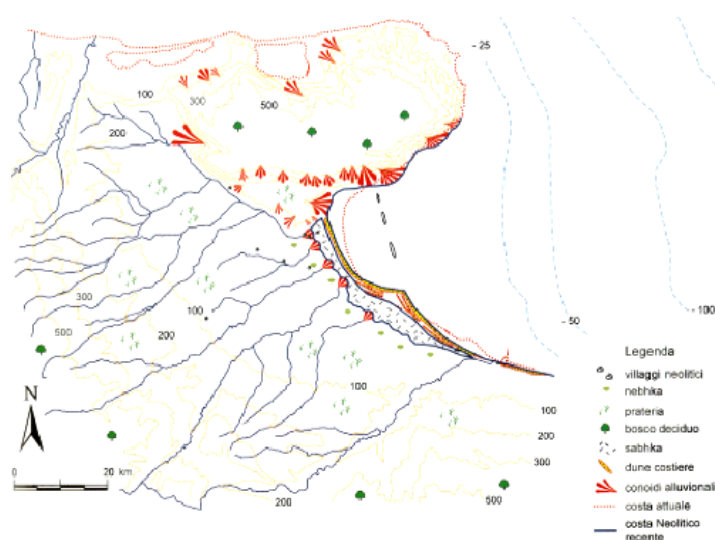 - 25
100
300
500
200
300
100
- 100
500
200
- 50
Legenda
villaggi neolitici
N
100
nebhka
prateria
100
bosco deciduo
200
sabhka
300
dune costiere
0 20 km
200
500
conoidi alluvionali
costa attuale
costa Neolitico
recente